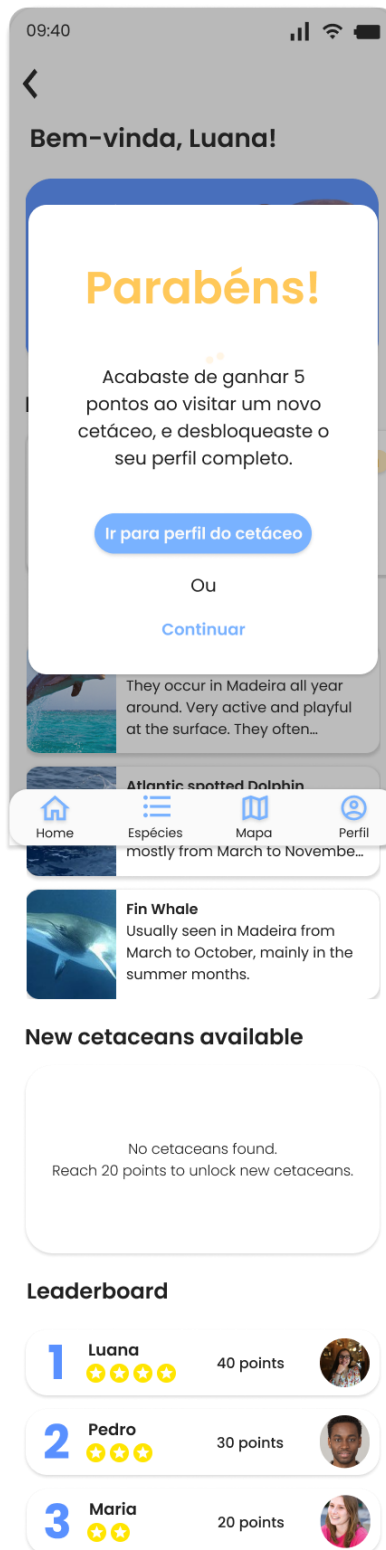 09:40
Bem-vinda, Luana!
Parabéns!
Acabaste de ganhar 5
pontos ao visitar um novo
cetáceo, e desbloqueaste o
seu perfil completo.
Ir para perfil do cetáceo
Ou
Continuar
They occur in Madeira all year
around. Very active and playful
at the surface. They often...
Atlantic spotted Dolphin
Home
Espécies
Mapa
Perfil
mostly from March to Novembe...
Fin Whale
Usually seen in Madeira from
March to October, mainly in the
summer months.
New cetaceans available
No cetaceans found.
Reach 20 points to unlock new cetaceans.
Leaderboard
1 Luana 40 points
2 Pedro 30 points
3 Maria 20 points